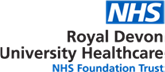 NHS
Royal Devon
University Healthcare
NHS Foundation Trust